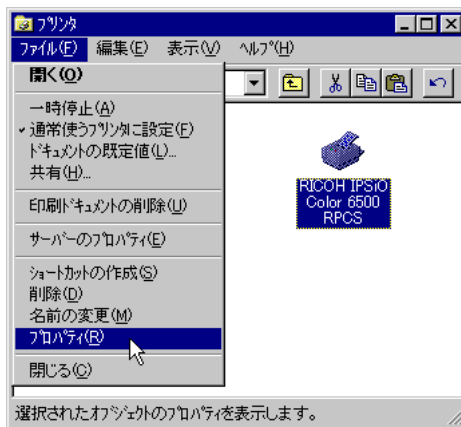 プリンタ
ファイル(F) 編集(E) 表示(V) ヘルプ(H)
開く(O)
一時停止(A)
通常使うプリンタに設定(F)
ドキュメントの既定値(L)...
共有(H)...
印刷ドキュメントの削除(U)
サーバーのプロパティ(E)
ショートカットの作成(S)
削除(D)
名前の変更(M)
プロパティ(R)
閉じる(C)
RICOH IPSiO
Color 6500
RPCS
選択されたオブジェクトのプロパティを表示します。